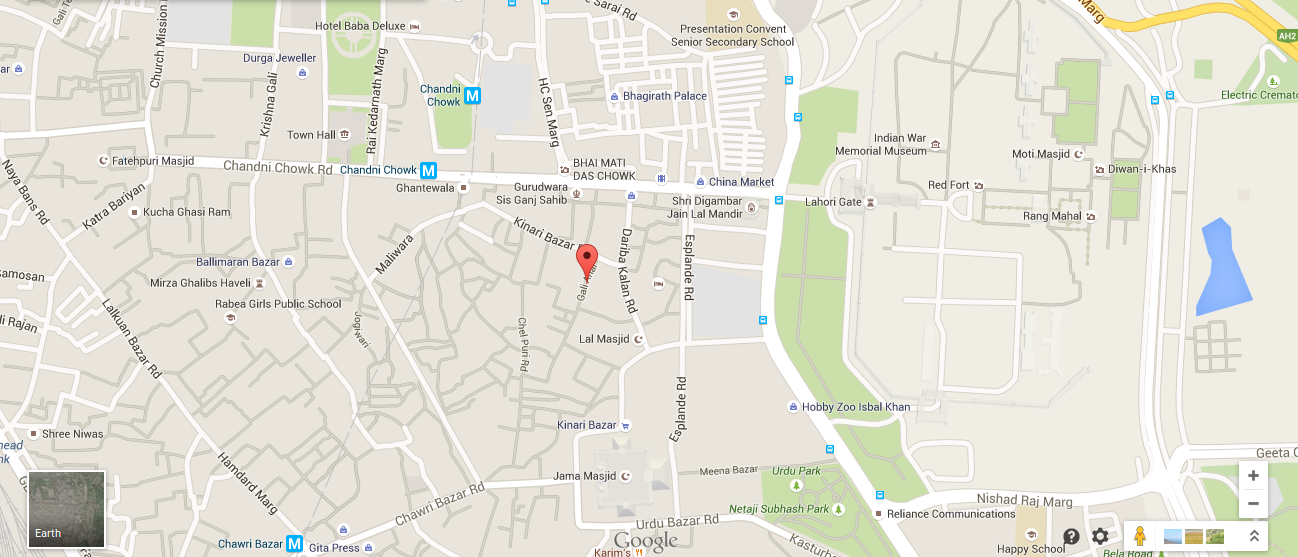 Sarai Rd
Marg
Gali
Hotel Baba Deluxe
Presentation Convent
Senior Secondary School
AH2
Church Mission
Durga Jeweller
Krishna Gali
Rai Kedarnath Marg
Chandni
Chowk
M
HC Sen Marg
Bhagirath Palace
Electric Cremato
Town Hall
Indian War
Memorial Museum
Moti Masjid
Fatehpuri Masjid
Chandni Chowk Rd
Chandni Chowk
M
BHAI MATI
DAS CHOWK
Diwan-i-Khas
Naya Bans Rd
Katra Bariyan
Ghantewala
Gurudwara
Sis Ganj Sahib
China Market
Red Fort
Kucha Ghasi Ram
Shri Digambar
Jain Lal Mandir
Lahori Gate
Rang Mahal
Maliwara
Kinari Bazar R
Dariba Kalan Rd
Esplande Rd
Ballimaran Bazar
Samosan
Mirza Ghalibs Haveli
Gali
Rabea Girls Public School
li Rajan
Lalkuan Bazar Rd
Jogiwari
Chel Puri Rd
Lal Masjid
Esplande Rd
Hobby Zoo Isbal Khan
Kinari Bazar
Shree Niwas
head
nk
Hamdard Marg
Jama Masjid
Meena Bazar
Urdu Park
Geeta C
Earth
Chawri Bazar Rd
Netaji Subhash Park
Nishad Raj Marg
Reliance Communications
Urdu Bazar Rd
Chawri Bazar
M
Gita Press
Google
Karim's
Kasturba
Happy School
Bela Road
+
−
?